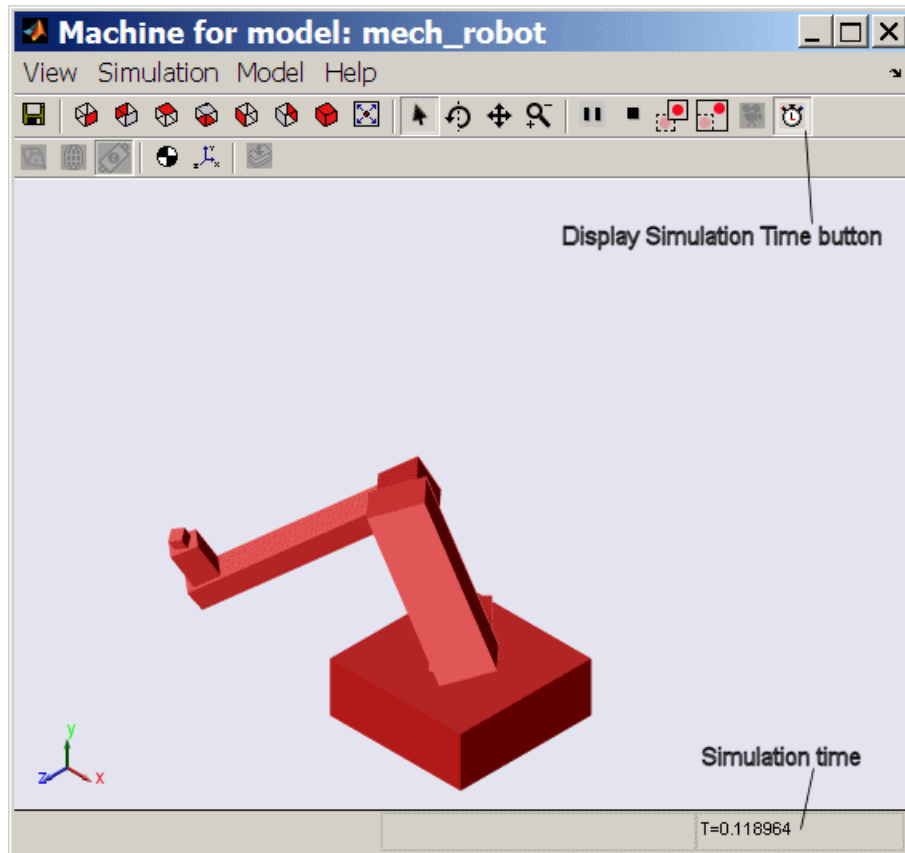 Machine for model: mech_robot
View Simulation Model Help
Display Simulation Time button
y
z x
Simulation time
T=0.118964